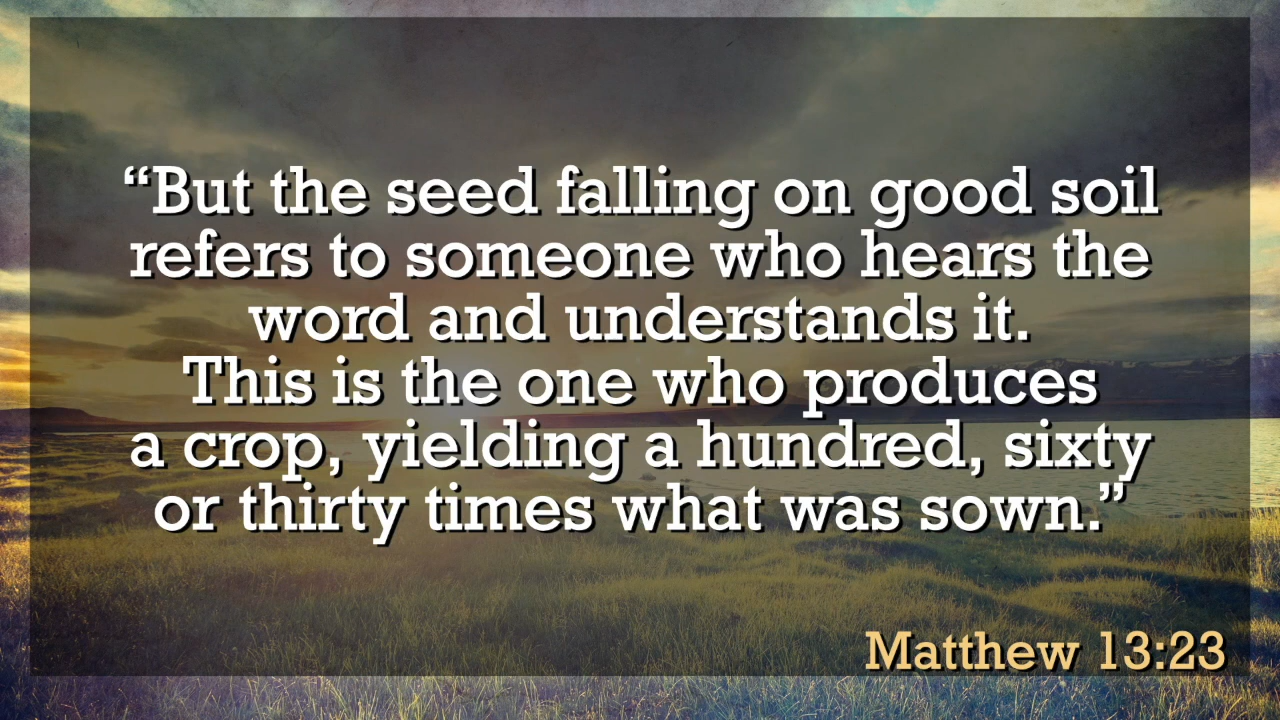 “But the seed falling on good soil
refers to someone who hears the
word and understands it.
This is the one who produces
a crop, yielding a hundred, sixty
or thirty times what was sown.”
Matthew 13:23